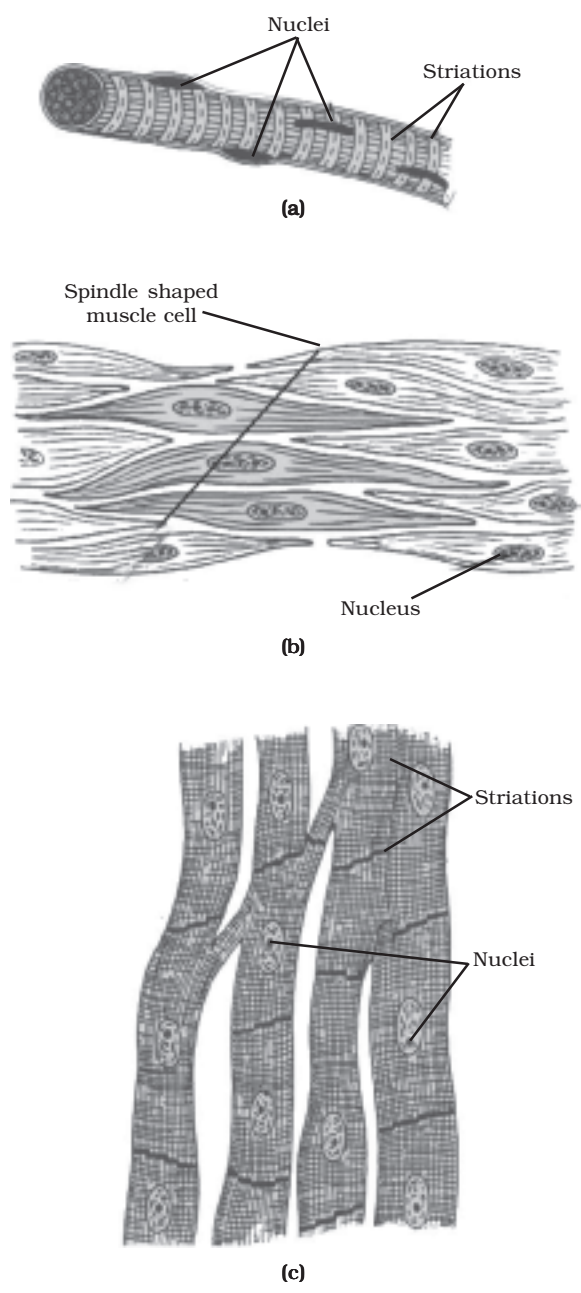 Nuclei
Striations
(a)
Spindle shaped
muscle cell
Nucleus
(b)
Striations
Nuclei
(c)